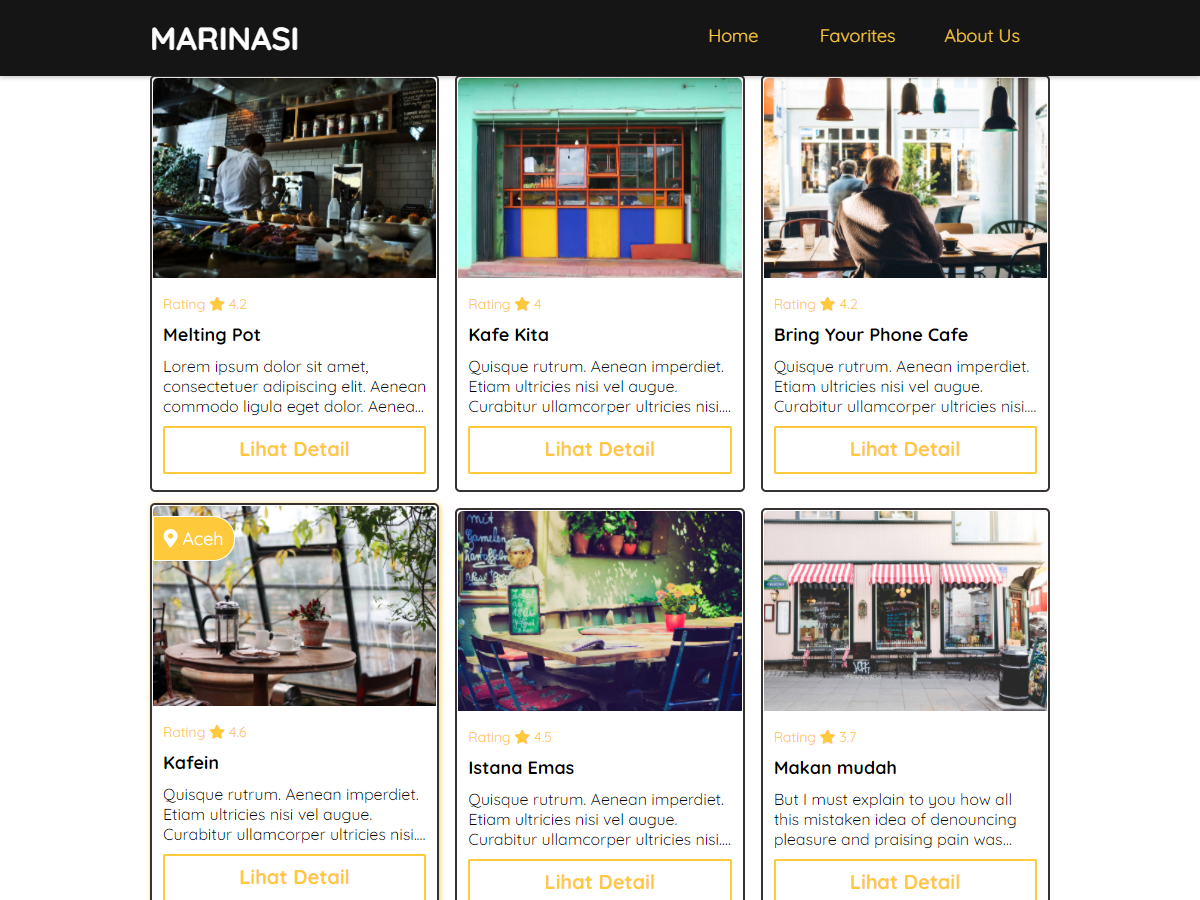 MARINASI
Home
Favorites
About Us
Rating 4.2
Melting Pot
Lorem ipsum dolor sit amet,
consectetuer adipiscing elit. Aenean
commodo ligula eget dolor. Aenea...
Lihat Detail
Rating 4
Kafe Kita
Quisque rutrum. Aenean imperdiet.
Etiam ultricies nisi vel augue.
Curabitur ullamcorper ultricies nisi....
Lihat Detail
Rating 4.2
Bring Your Phone Cafe
Quisque rutrum. Aenean imperdiet.
Etiam ultricies nisi vel augue.
Curabitur ullamcorper ultricies nisi....
Lihat Detail
Aceh
Rating 4.6
Kafein
Quisque rutrum. Aenean imperdiet.
Etiam ultricies nisi vel augue.
Curabitur ullamcorper ultricies nisi....
Lihat Detail
mit
Gamelen
Kartoffeln
Rating 4.5
Istana Emas
Quisque rutrum. Aenean imperdiet.
Etiam ultricies nisi vel augue.
Curabitur ullamcorper ultricies nisi....
Lihat Detail
Rating 3.7
Makan mudah
But I must explain to you how all
this mistaken idea of denouncing
pleasure and praising pain was...
Lihat Detail